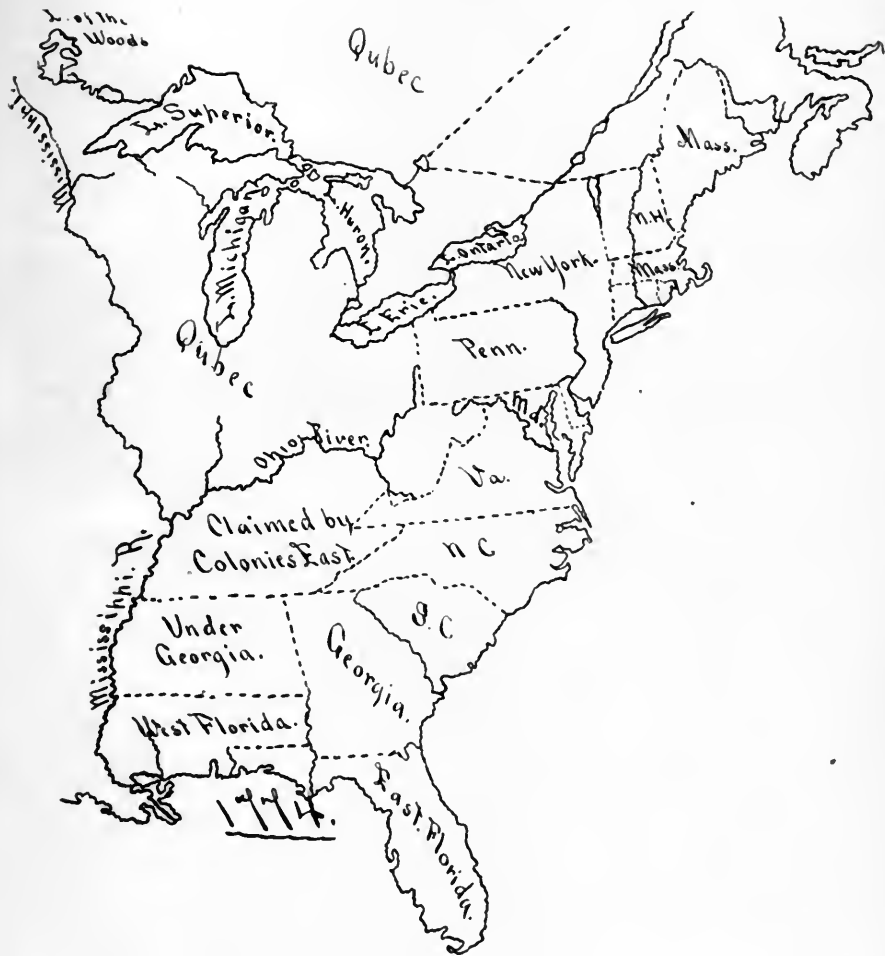 L. of the
Woods
Qubec
Mississippi.
L. Superior.
Mass.
L. Huron.
N.H.
L. Michigan
L. Ontario
New York.
Mass.
L. Erie.
Qubec
Penn.
Md.
Ohio River.
Va.
Claimed by
Colonies East
N C
Mississippi. R.
Under
Georgia.
S. C
Georgia.
West Florida.
East. Florida.
1774.